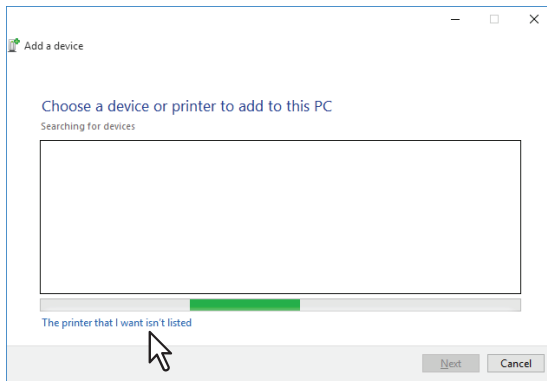 Add a device
Choose a device or printer to add to this PC
Searching for devices
The printer that I want isn't listed
Next Cancel